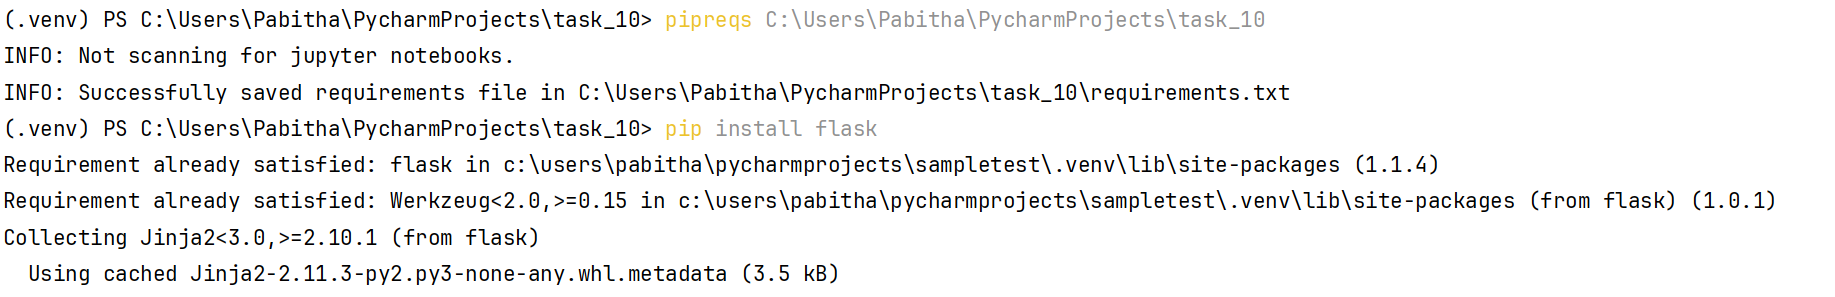 (.venv) PS C:\Users\Pabitha\PycharmProjects\task_10> pipreqs C:\Users\Pabitha\PycharmProjects\task_10
INFO: Not scanning for jupyter notebooks.
INFO: Successfully saved requirements file in C:\Users\Pabitha\PycharmProjects\task_10\requirements.txt
(.venv) PS C:\Users\Pabitha\PycharmProjects\task_10> pip install flask
Requirement already satisfied: flask in c:\users\pabitha\pycharmprojects\sampletest\.venv\lib\site-packages (1.1.4)
Requirement already satisfied: Werkzeug<2.0,>=0.15 in c:\users\pabitha\pycharmprojects\sampletest\.venv\lib\site-packages (from flask) (1.0.1)
Collecting Jinja2<3.0,>=2.10.1 (from flask)
  Using cached Jinja2-2.11.3-py2.py3-none-any.whl.metadata (3.5 kB)